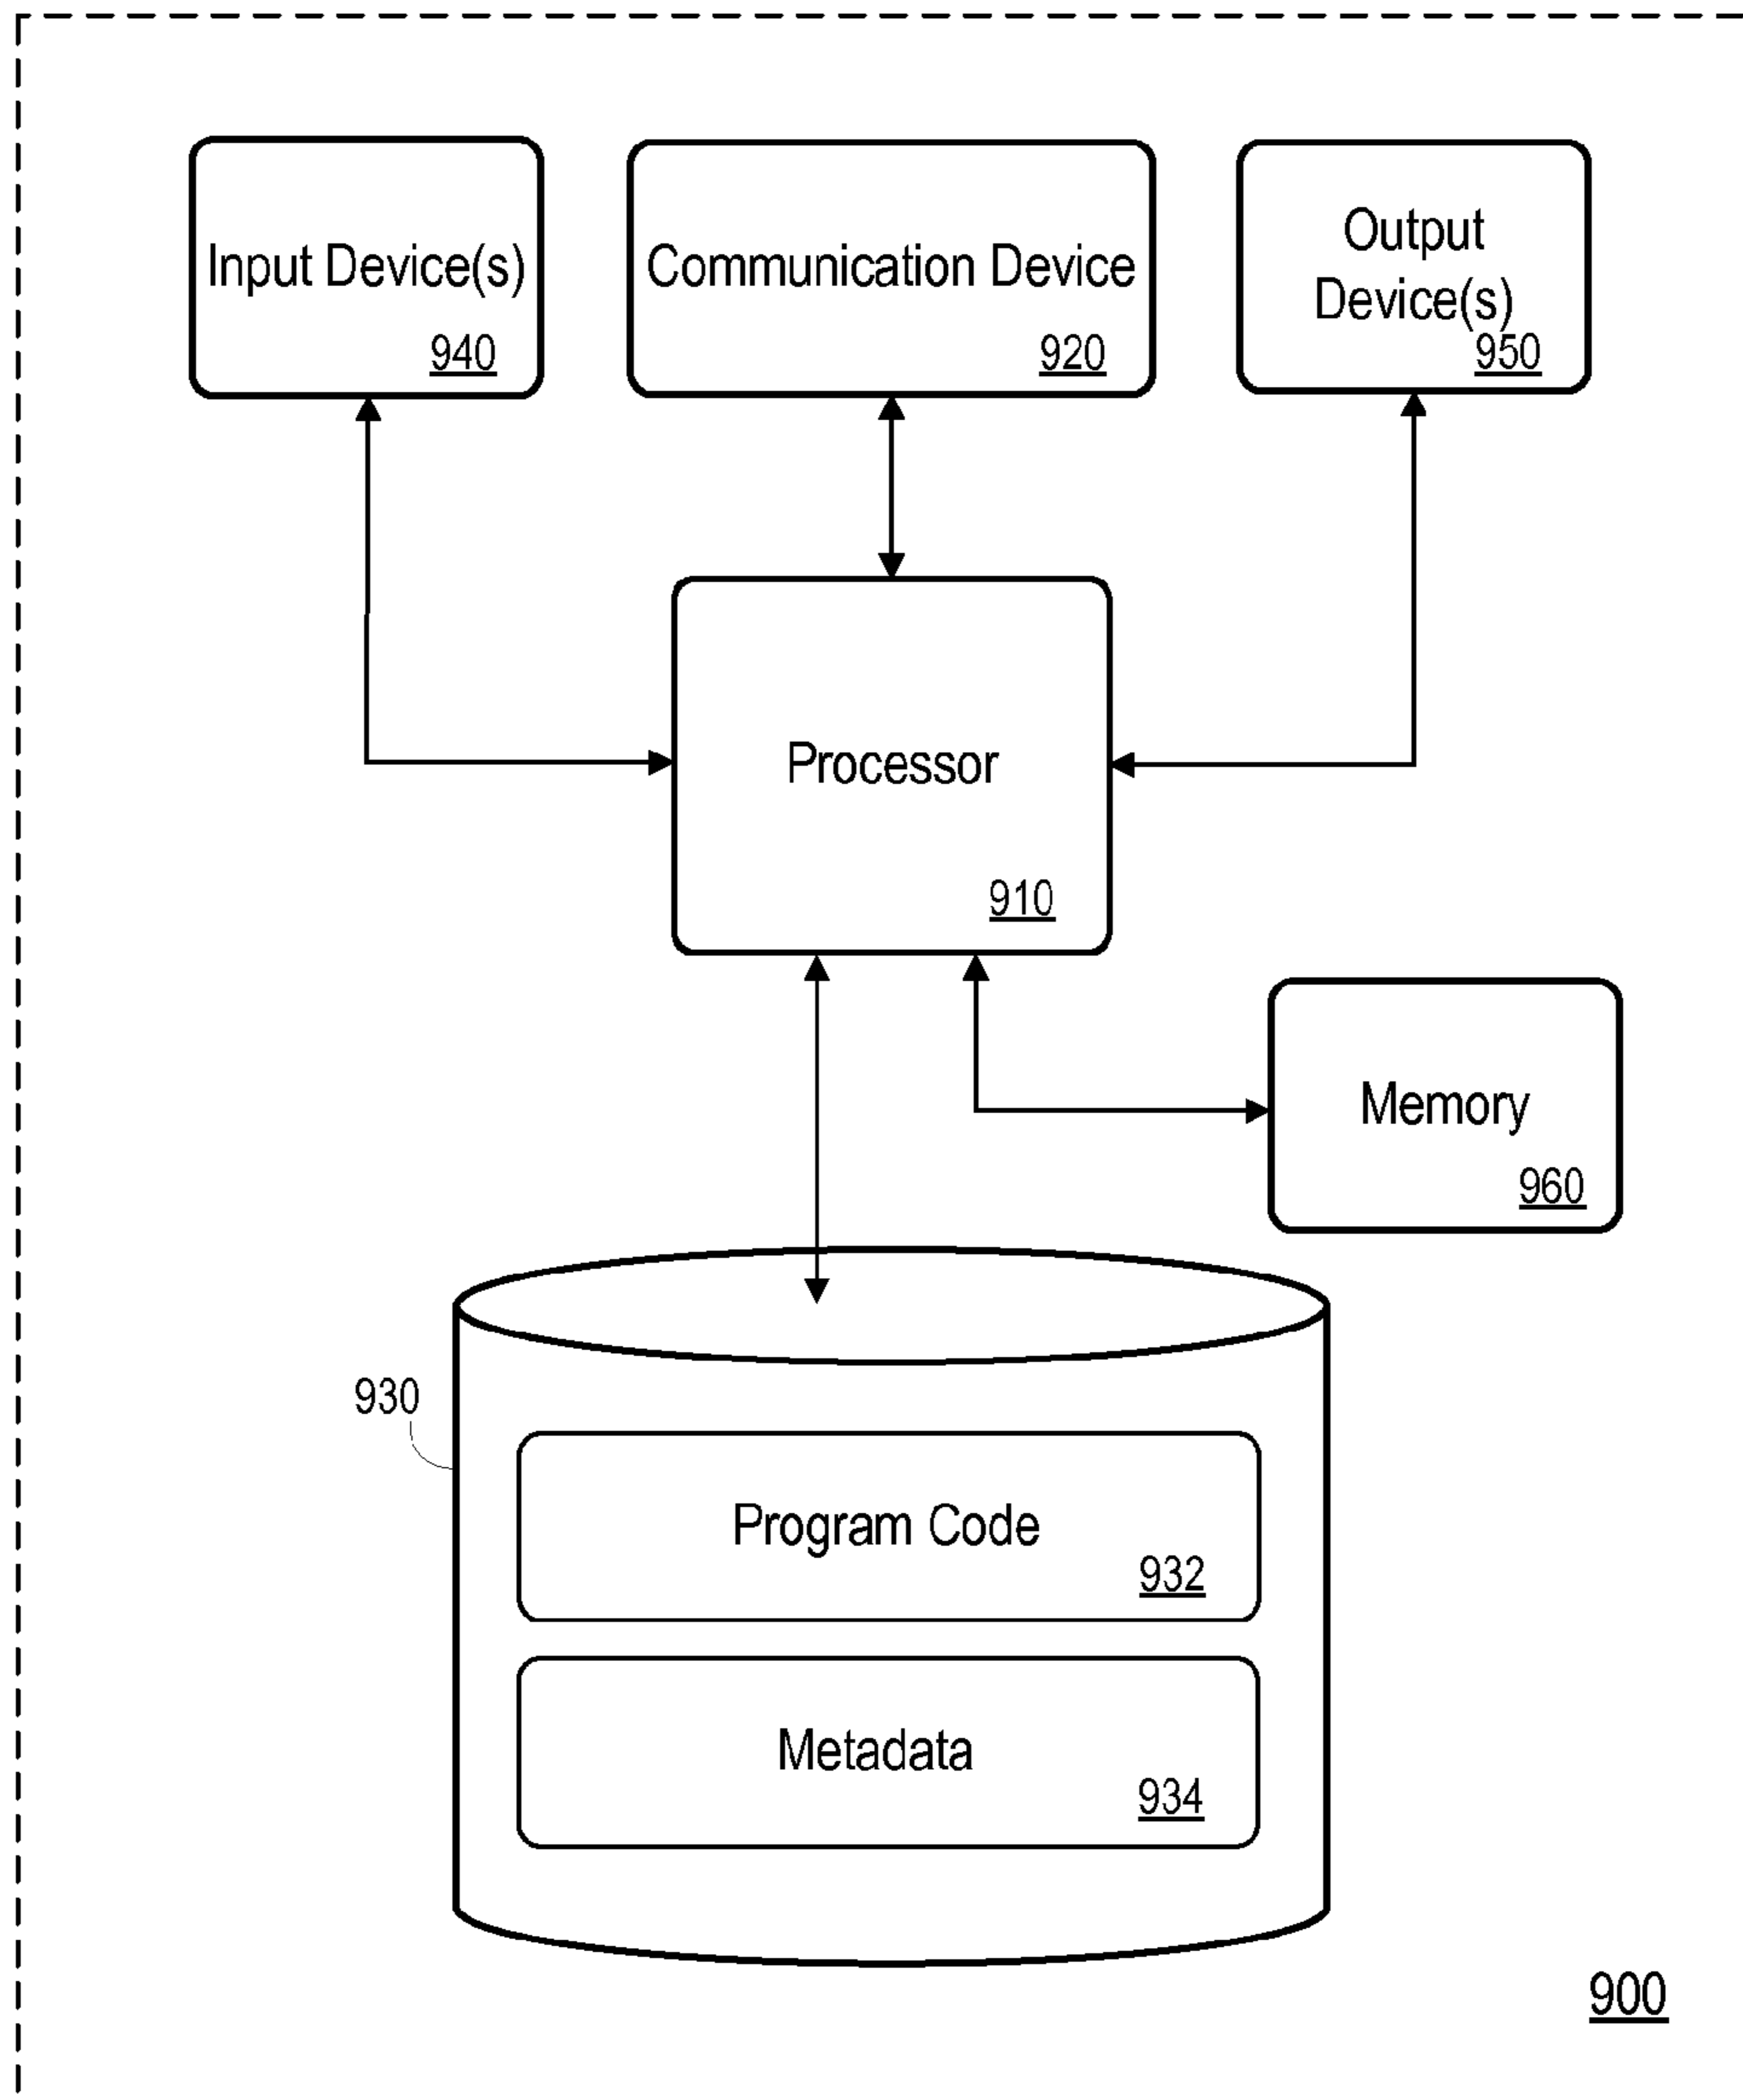 Input Device(s)
940
Communication Device
920
Output
Device(s)
950
Processor
910
Memory
960
930
Program Code
932
Metadata
934
900